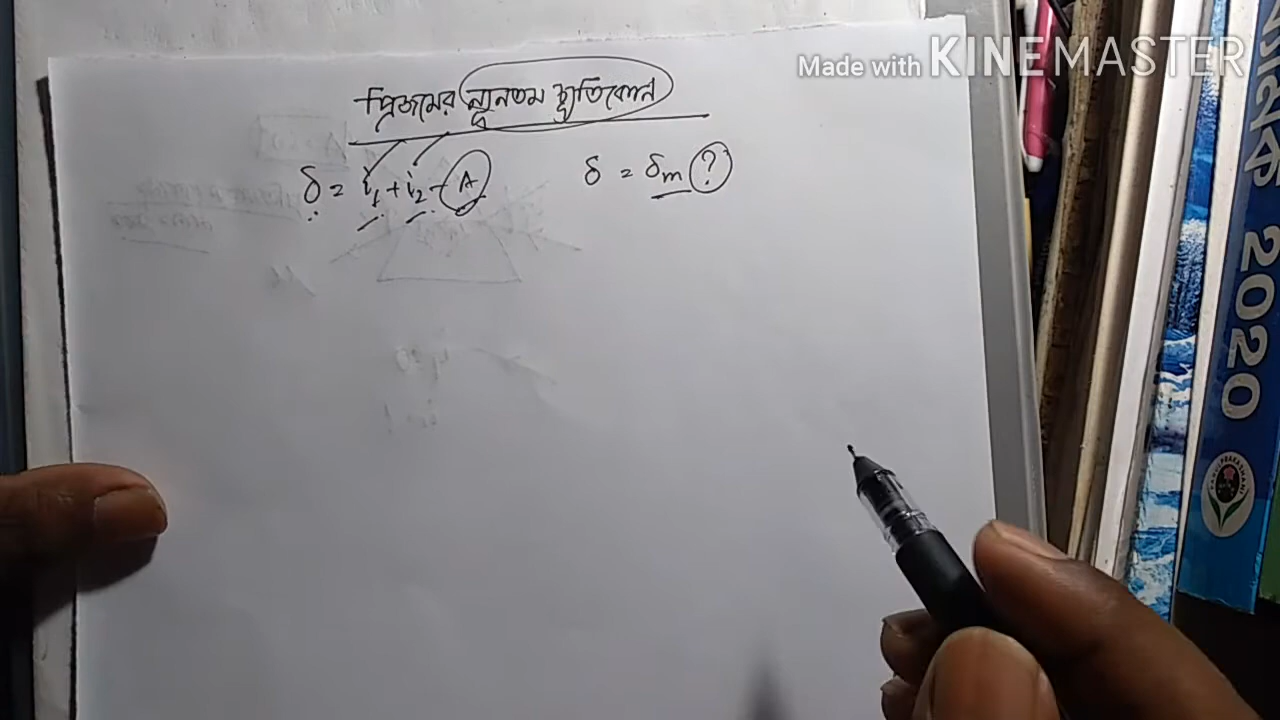 Made with KINEMASTER
প্রিজমের ন্যূনতম চ্যুতিকোন
δ = i₁ + i₂ - A
δ = δₘ ?
2020